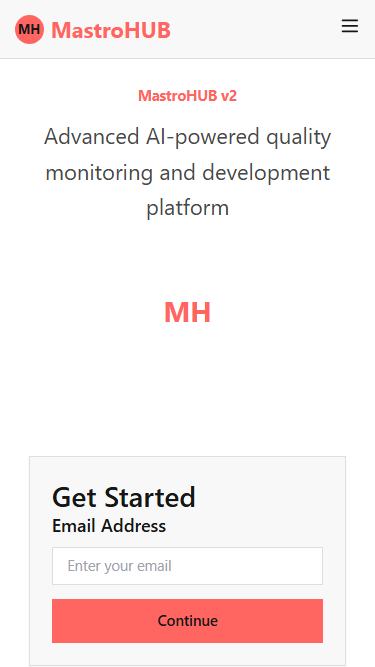 MH MastroHUB
MastroHUB v2
Advanced AI-powered quality
monitoring and development
platform
MH
Get Started
Email Address
Enter your email
Continue